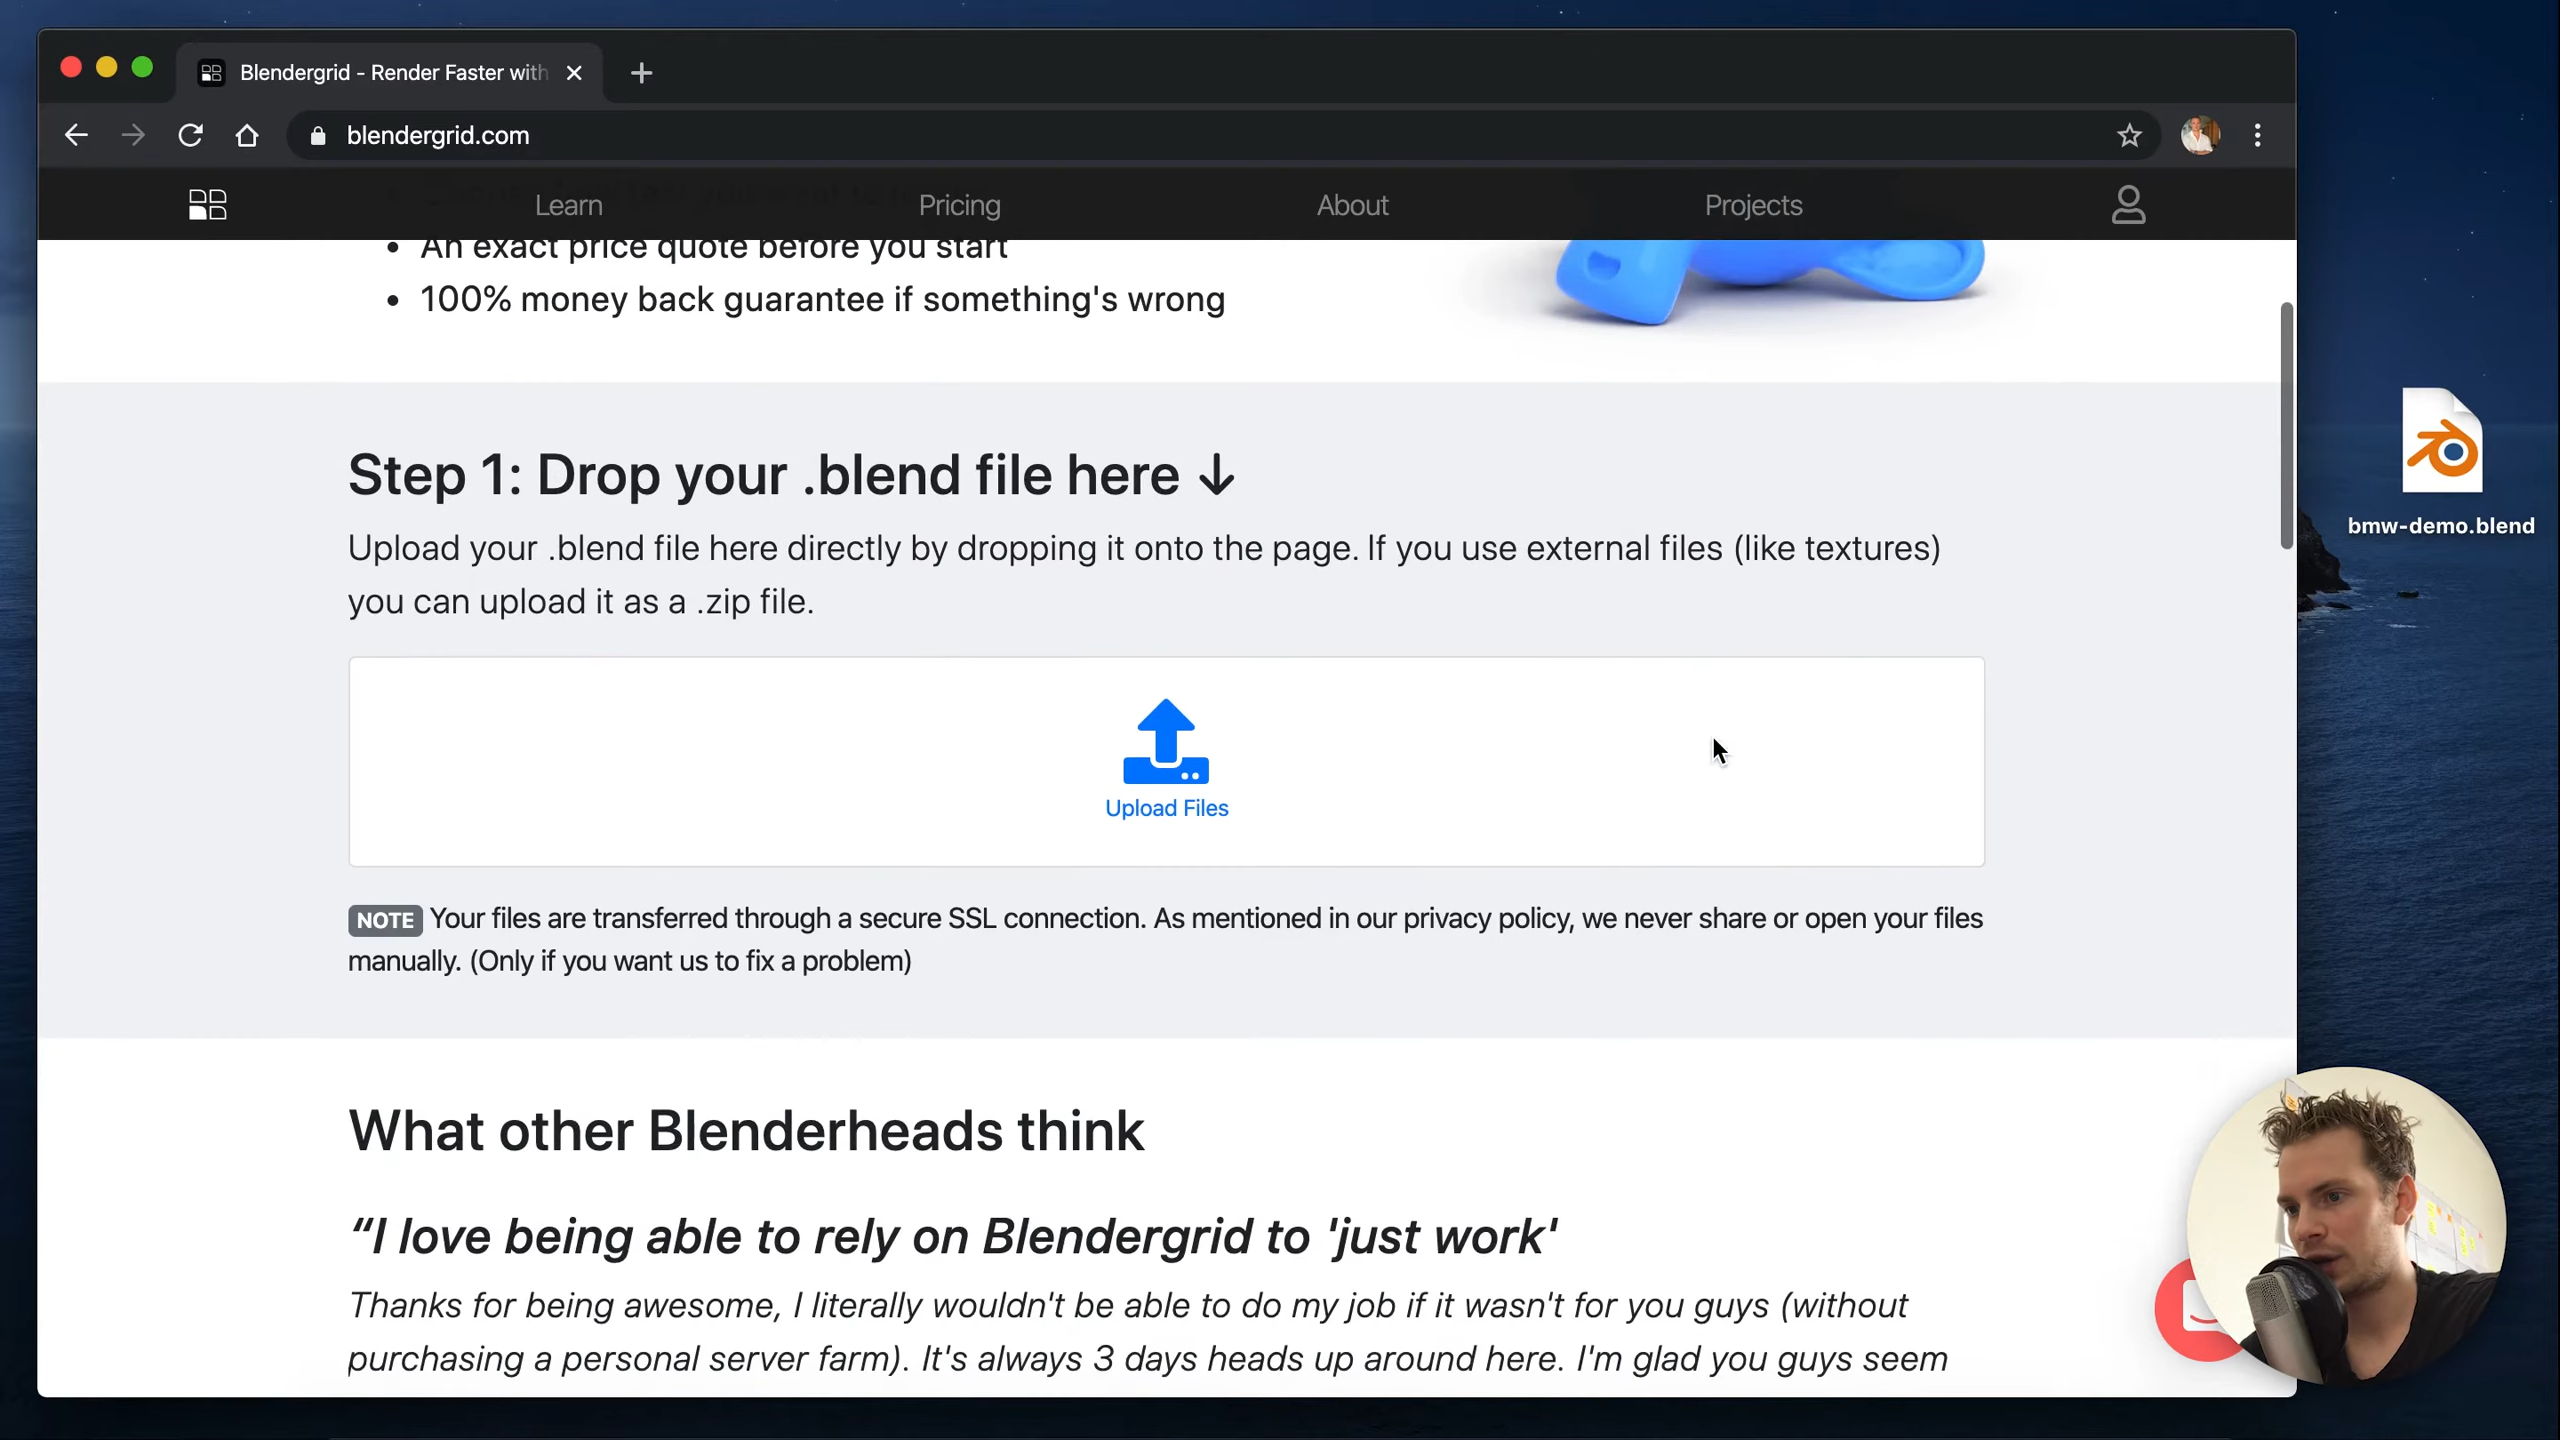 Blendergrid - Render Faster with
blendergrid.com
Learn
Pricing
About
Projects
An exact price quote before you start
100% money back guarantee if something's wrong
Step 1: Drop your .blend file here ↓
Upload your .blend file here directly by dropping it onto the page. If you use external files (like textures)
you can upload it as a .zip file.
Upload Files
NOTE Your files are transferred through a secure SSL connection. As mentioned in our privacy policy, we never share or open your files
manually. (Only if you want us to fix a problem)
What other Blenderheads think
“I love being able to rely on Blendergrid to 'just work'
Thanks for being awesome, I literally wouldn't be able to do my job if it wasn't for you guys (without
purchasing a personal server farm). It's always 3 days heads up around here. I'm glad you guys seem
bmw-demo.blend